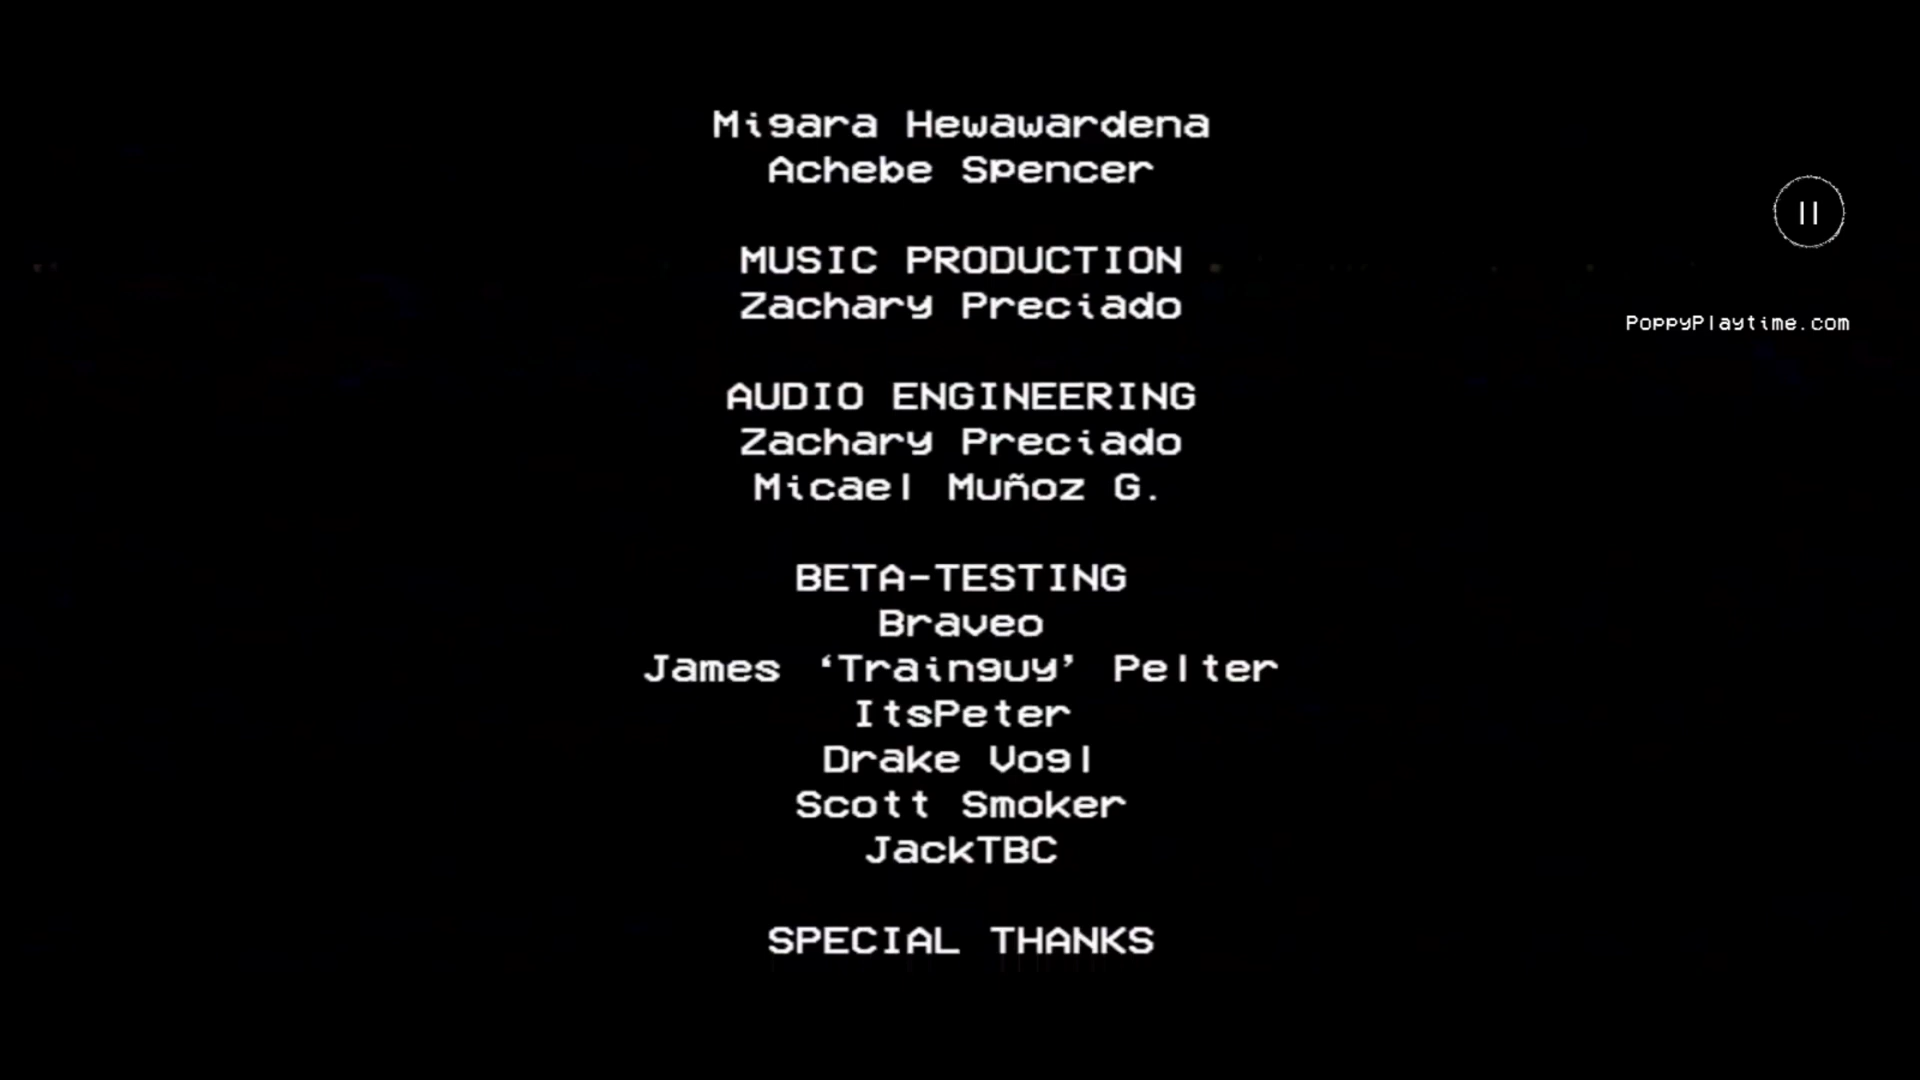 Migara Hewawardena
Achebe Spencer
MUSIC PRODUCTION
Zachary Preciado
PoppyPlaytime.com
AUDIO ENGINEERING
Zachary Preciado
Micael Muñoz G.
BETA-TESTING
Braveo
James ‘Trainguy’ Pelter
ItsPeter
Drake Vogl
Scott Smoker
JackTBC
SPECIAL THANKS